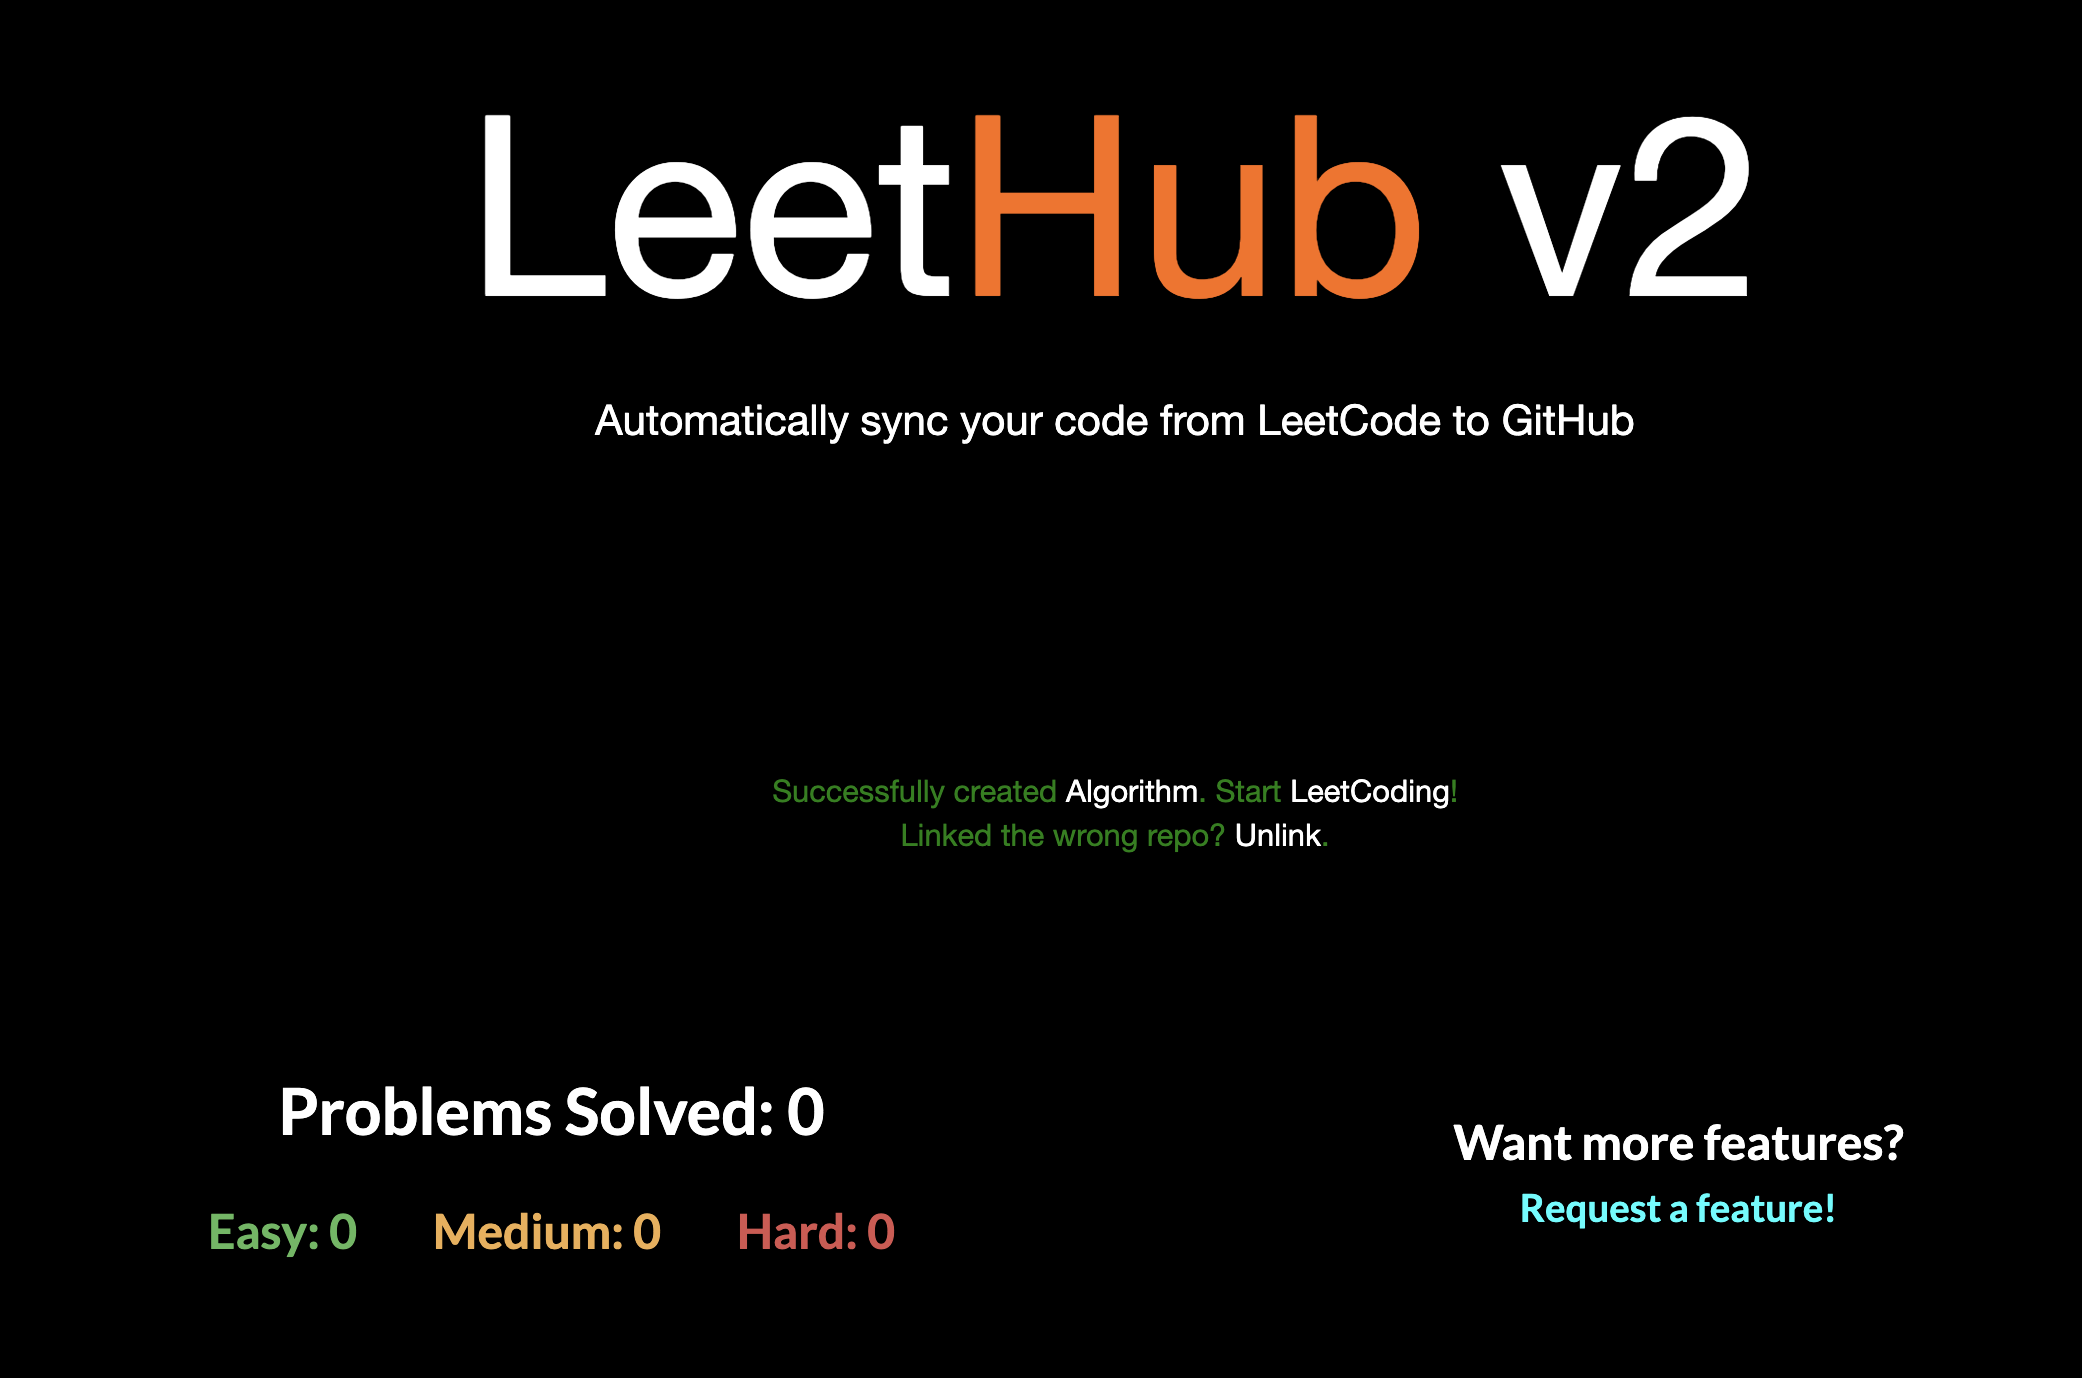 LeetHub v2
Automatically sync your code from LeetCode to GitHub
Successfully created Algorithm. Start LeetCoding!
Linked the wrong repo? Unlink.
Problems Solved: 0
Easy: 0 Medium: 0 Hard: 0
Want more features?
Request a feature!